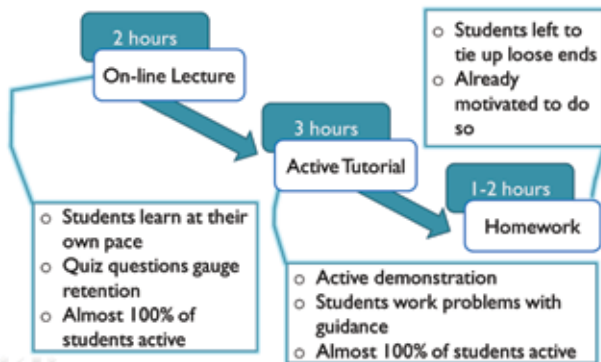 2 hours
On-line Lecture
3 hours
Active Tutorial
1-2 hours
Homework
o Students left to
tie up loose ends
o Already
motivated to do
so
o Students learn at their
own pace
o Quiz questions gauge
retention
o Almost 100% of
students active
o Active demonstration
o Students work problems with
guidance
o Almost 100% of students active